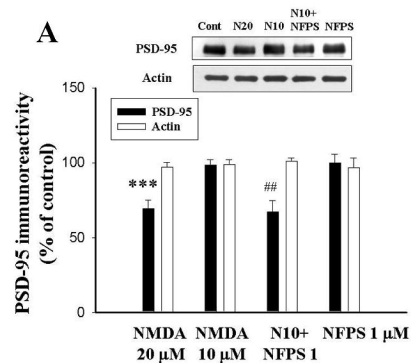 A
N10+
Cont N20 N10 NFPS NFPS
PSD-95
Actin
150
PSD-95
Actin
100
***
##
50
0
PSD-95 immunoreactivity
(% of control)
NMDA NMDA N10+ NFPS 1 μM
20 μM 10 μM NFPS 1